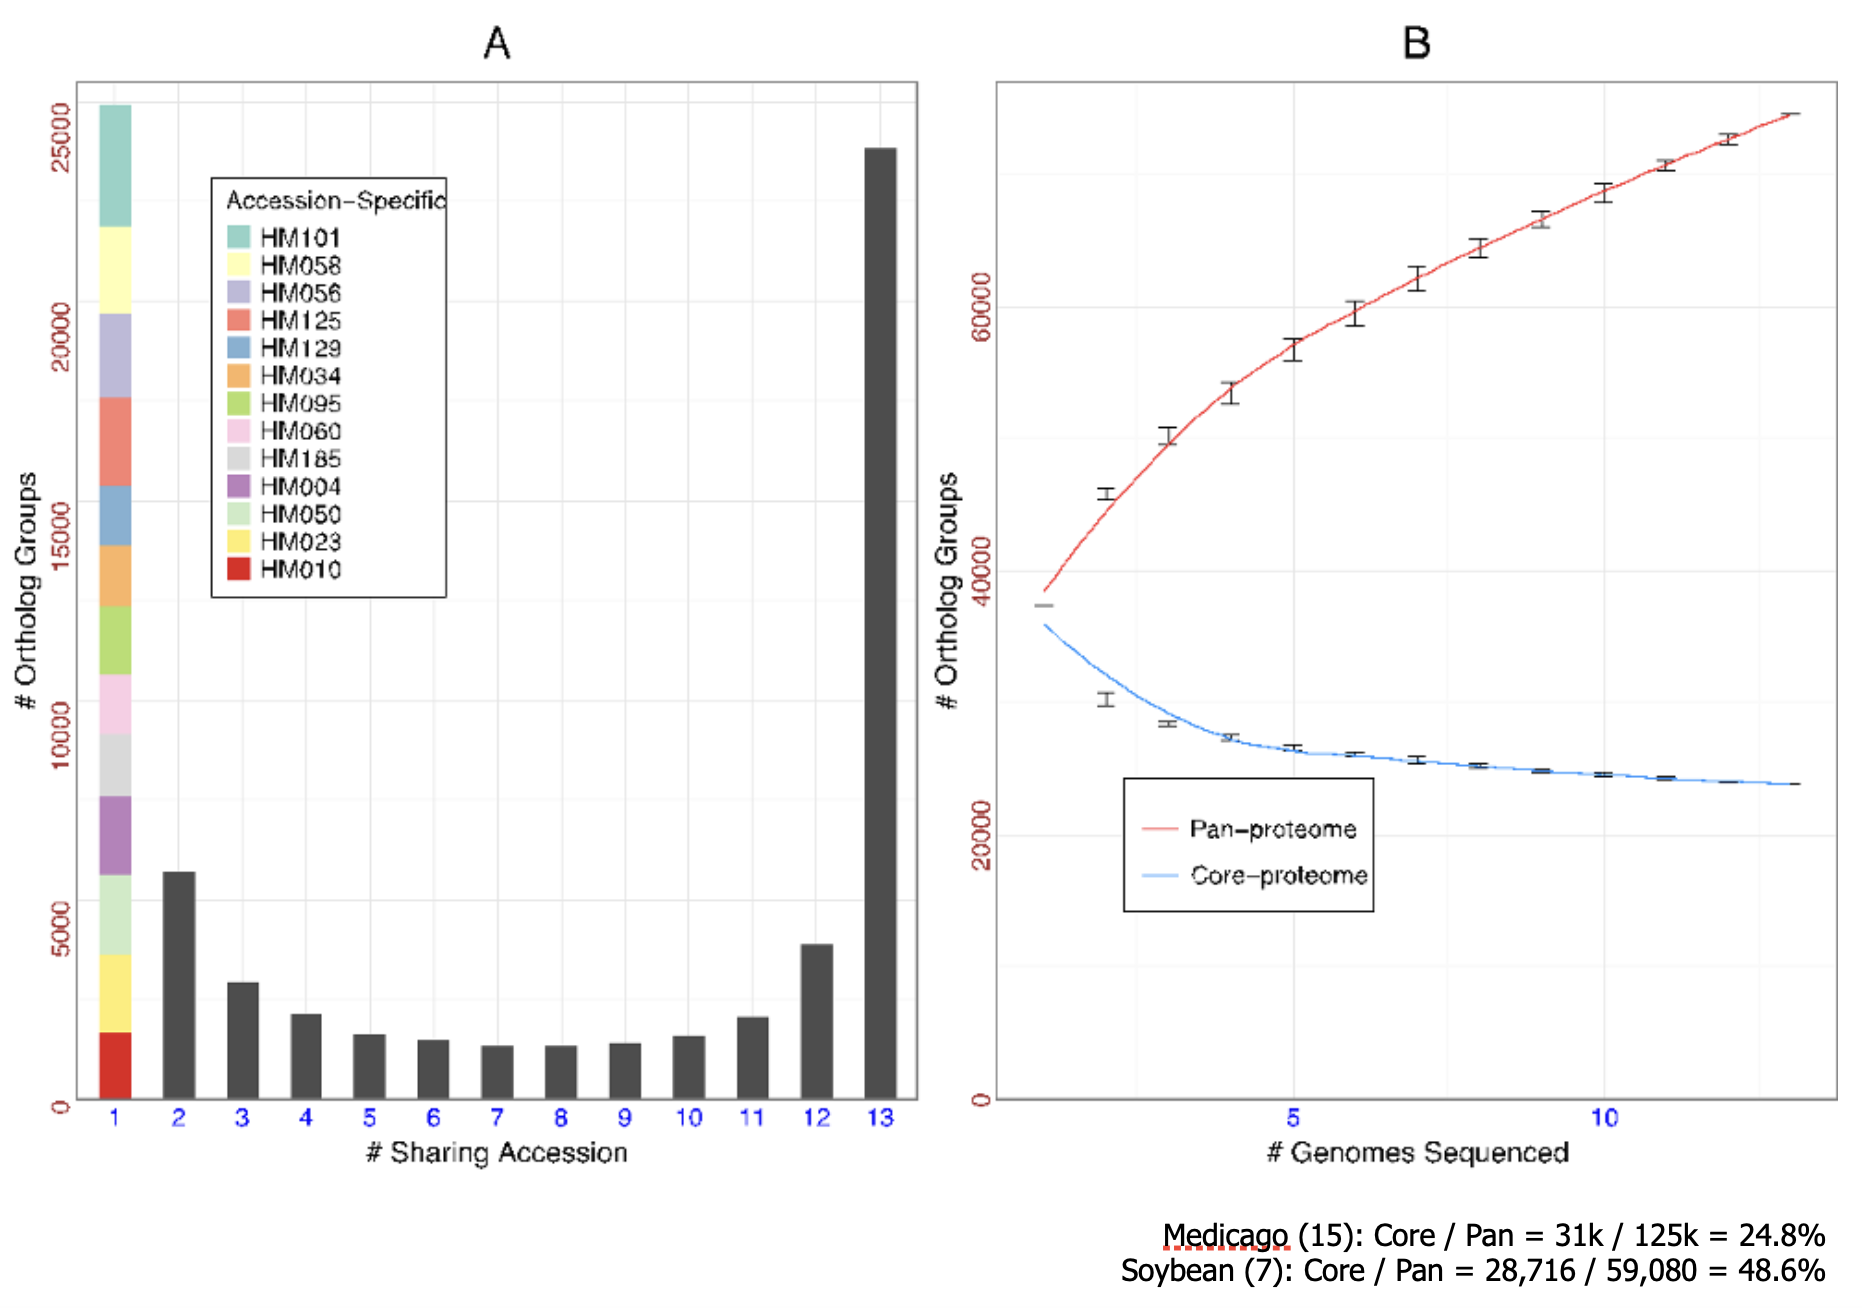 A
# Ortholog Groups
25000
20000
15000
10000
5000
0
Accession-Specific
HM101
HM058
HM056
HM125
HM129
HM034
HM095
HM060
HM185
HM004
HM050
HM023
HM010
1 2 3 4 5 6 7 8 9 10 11 12 13
# Sharing Accession
B
# Ortholog Groups
60000
40000
20000
0
Pan-proteome
Core-proteome
5 10
# Genomes Sequenced
Medicago (15): Core / Pan = 31k / 125k = 24.8%
Soybean (7): Core / Pan = 28,716 / 59,080 = 48.6%